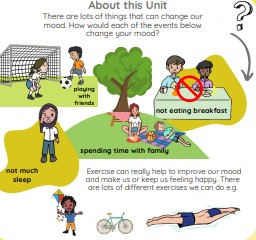 About this Unit
There are lots of things that can change our
mood. How would each of the events below
change your mood?
playing
with
friends
not eating breakfast
spending time with family
not much
sleep
Exercise can really help to improve our mood
and make us or keep us feeling happy. There
are lots of different exercises we can do e.g.
?